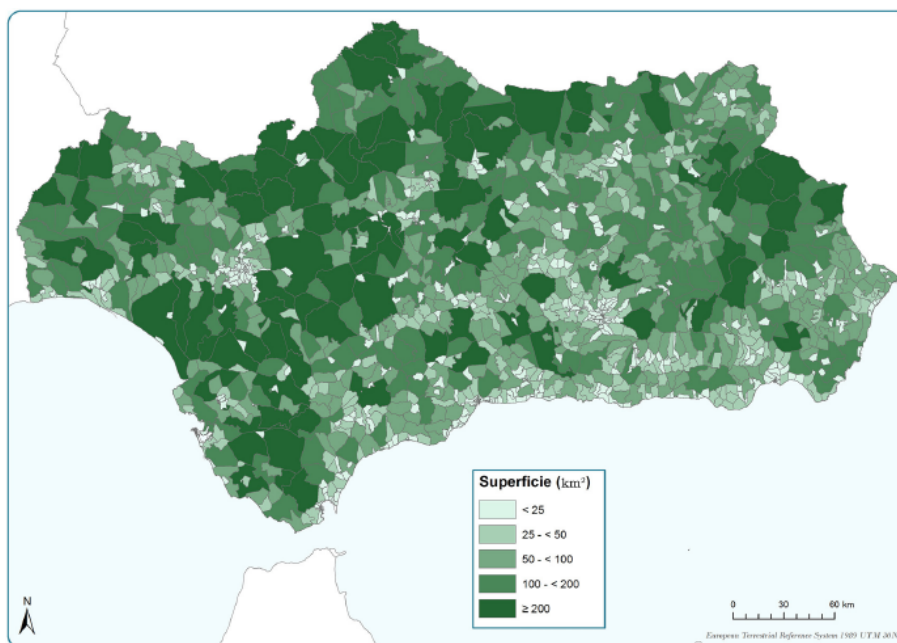 Superficie (km²)
< 25
25 - < 50
50 - < 100
100 - < 200
≥ 200
N
0 30 60 km
European Terrestrial Reference System 1989 UTM 30N